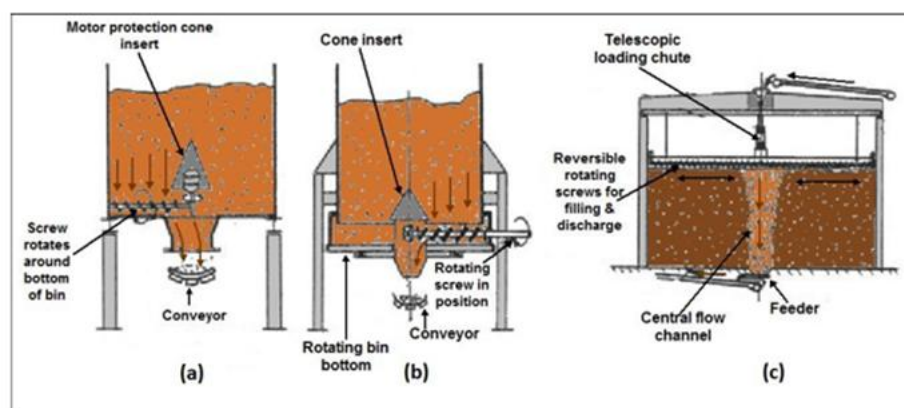 Motor protection cone
insert
Screw
rotates
around
bottom
of bin
Conveyor
(a)
Cone insert
Rotating
screw in
position
Conveyor
Rotating bin
bottom
(b)
Telescopic
loading chute
Reversible
rotating
screws for
filling &
discharge
Central flow
channel
Feeder
(c)